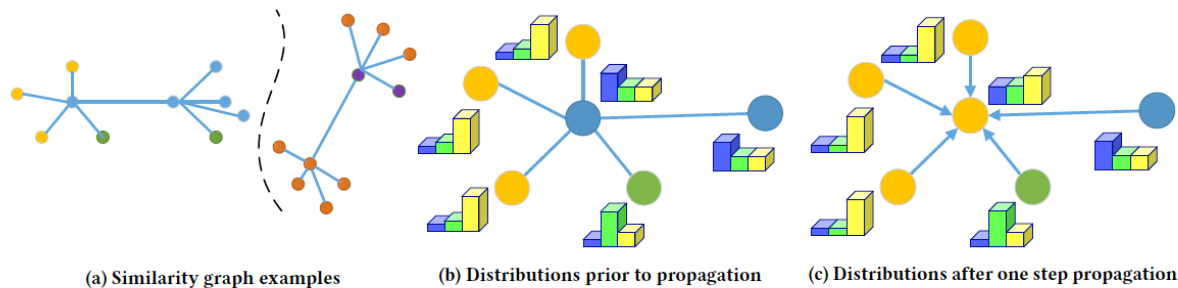 (a) Similarity graph examples
(b) Distributions prior to propagation
(c) Distributions after one step propagation